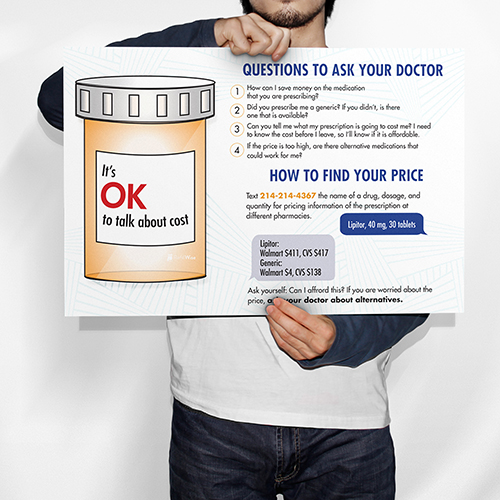 It's
OK
to talk about cost
QUESTIONS TO ASK YOUR DOCTOR
1 How can I save money on the medication
that you are prescribing?
2 Did you prescribe me a generic? If you didn't, is there
one that is available?
3 Can you tell me what my prescription is going to cost me? I need
to know the cost before I leave, so I'll know if it is affordable.
4 If the price is too high, are there alternative medications that
could work for me?
HOW TO FIND YOUR PRICE
Text 214-214-4367 the name of a drug, dosage, and
quantity for pricing information of the prescription at
different pharmacies.
Lipitor, 40 mg, 30 tablets
Lipitor:
Walmart $411, CVS $417
Generic:
Walmart $4, CVS $138
Ask yourself: Can I afford this? If you are worried about the
price, your doctor about alternatives.